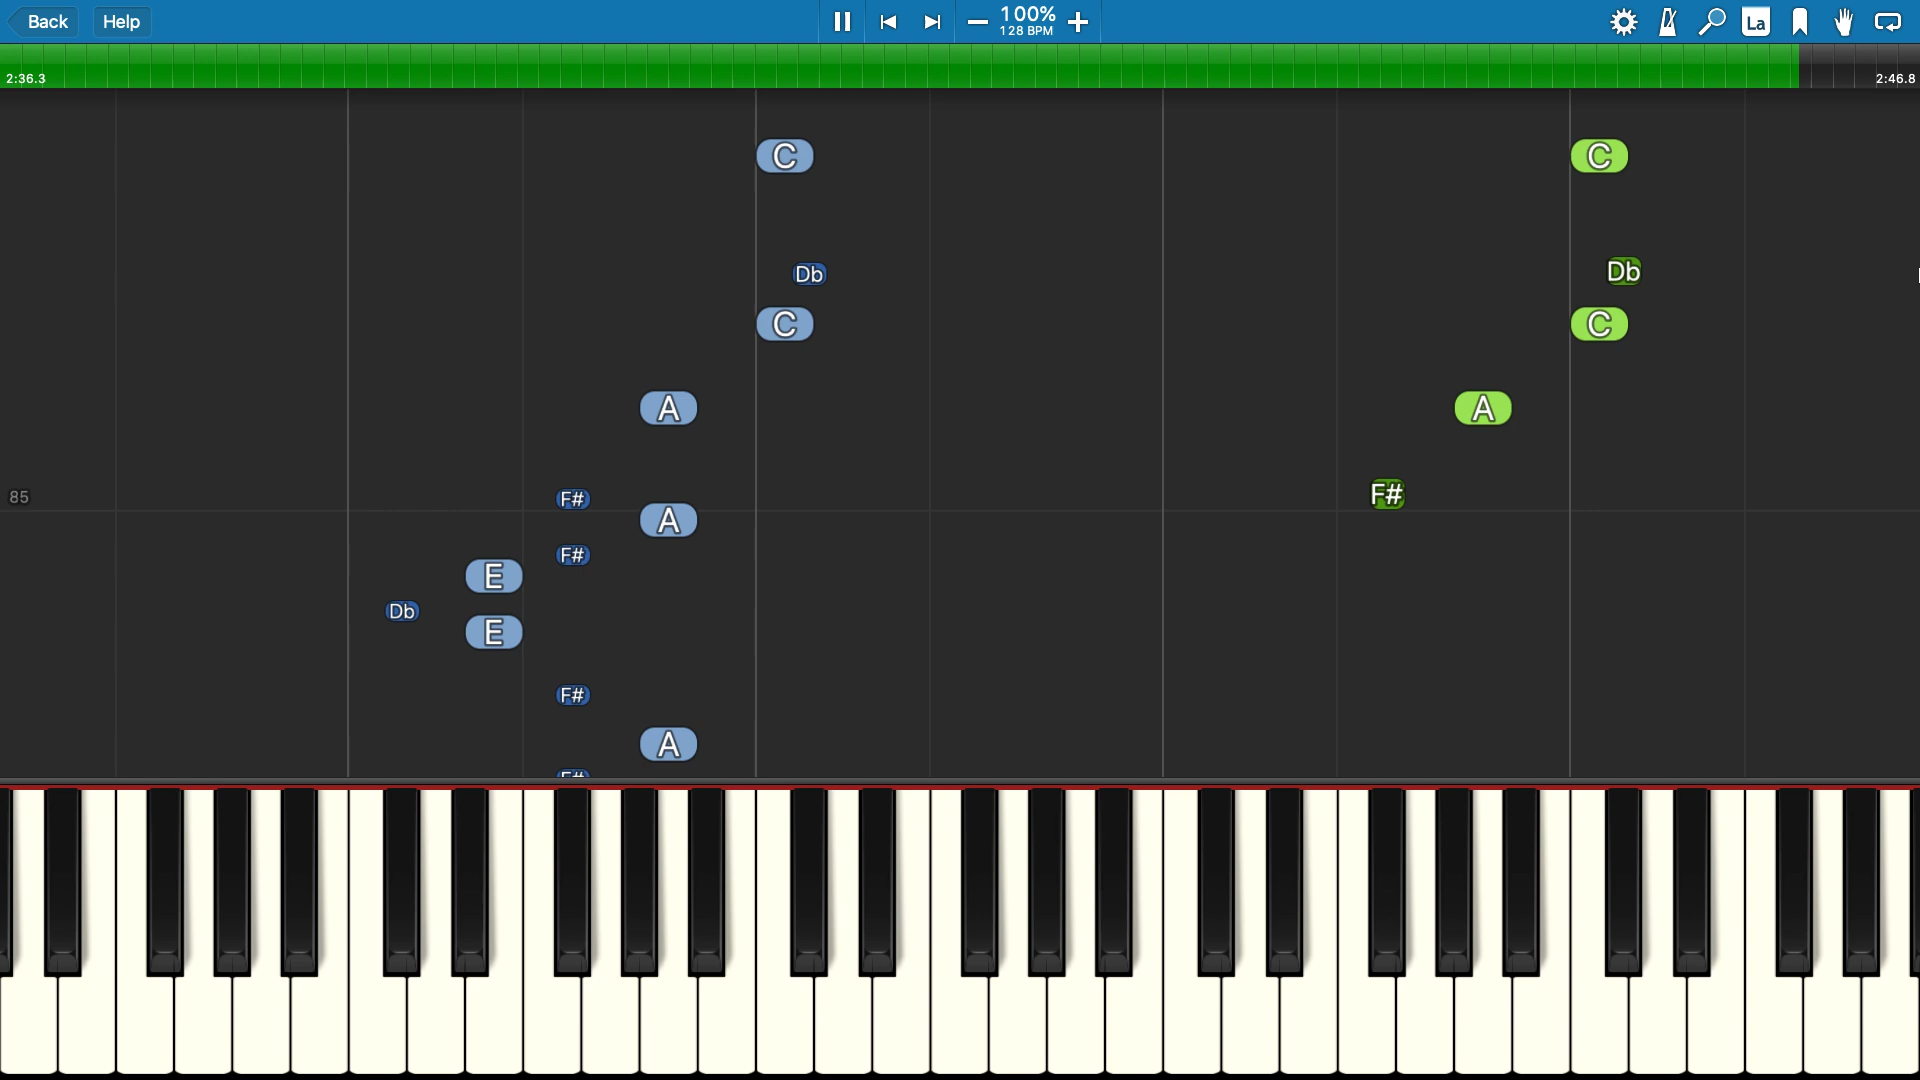 Back Help 100% La
128 BPM
2:36.3 2:46.8
C C
Db Db
C C
A A
85 F# F#
A
F#
E
Db
E
F#
A
F#